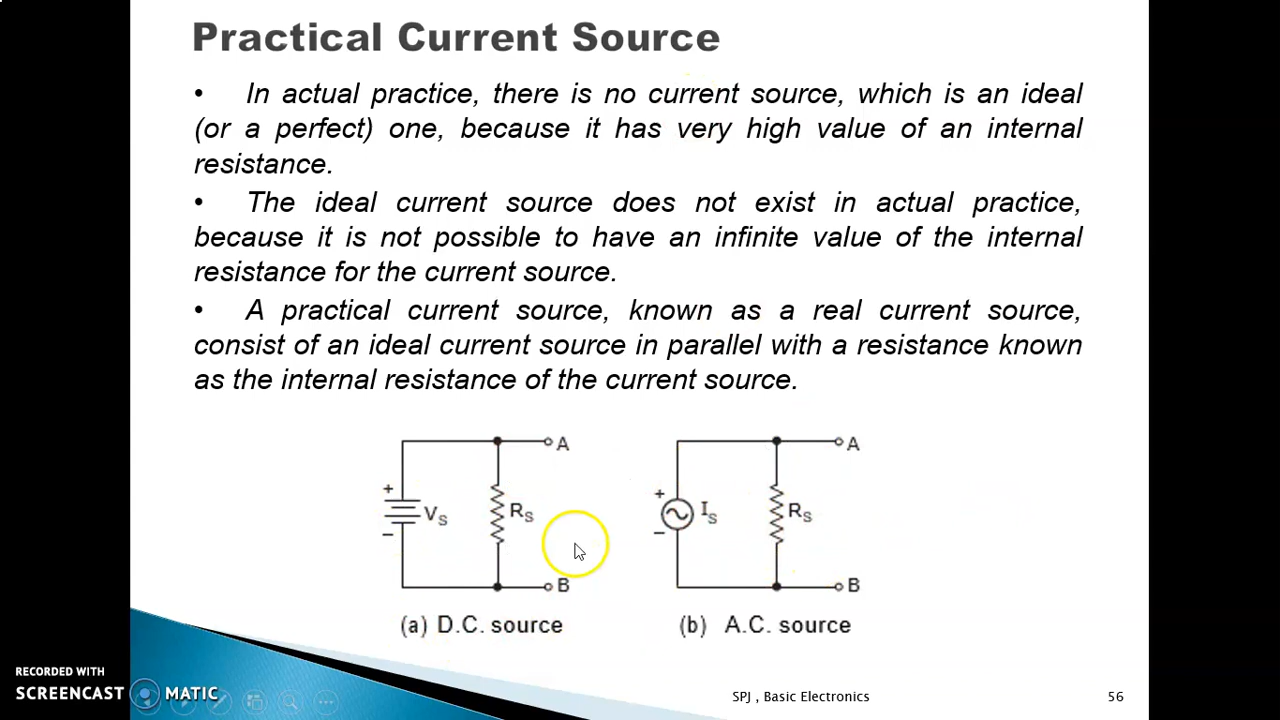 Practical Current Source
• In actual practice, there is no current source, which is an ideal
(or a perfect) one, because it has very high value of an internal
resistance.
• The ideal current source does not exist in actual practice,
because it is not possible to have an infinite value of the internal
resistance for the current source.
• A practical current source, known as a real current source,
consist of an ideal current source in parallel with a resistance known
as the internal resistance of the current source.
A
+
VS
−
RS
B
(a) D.C. source
A
+
IS
−
RS
B
(b) A.C. source
RECORDED WITH
SCREENCAST MATIC
SPJ , Basic Electronics
56